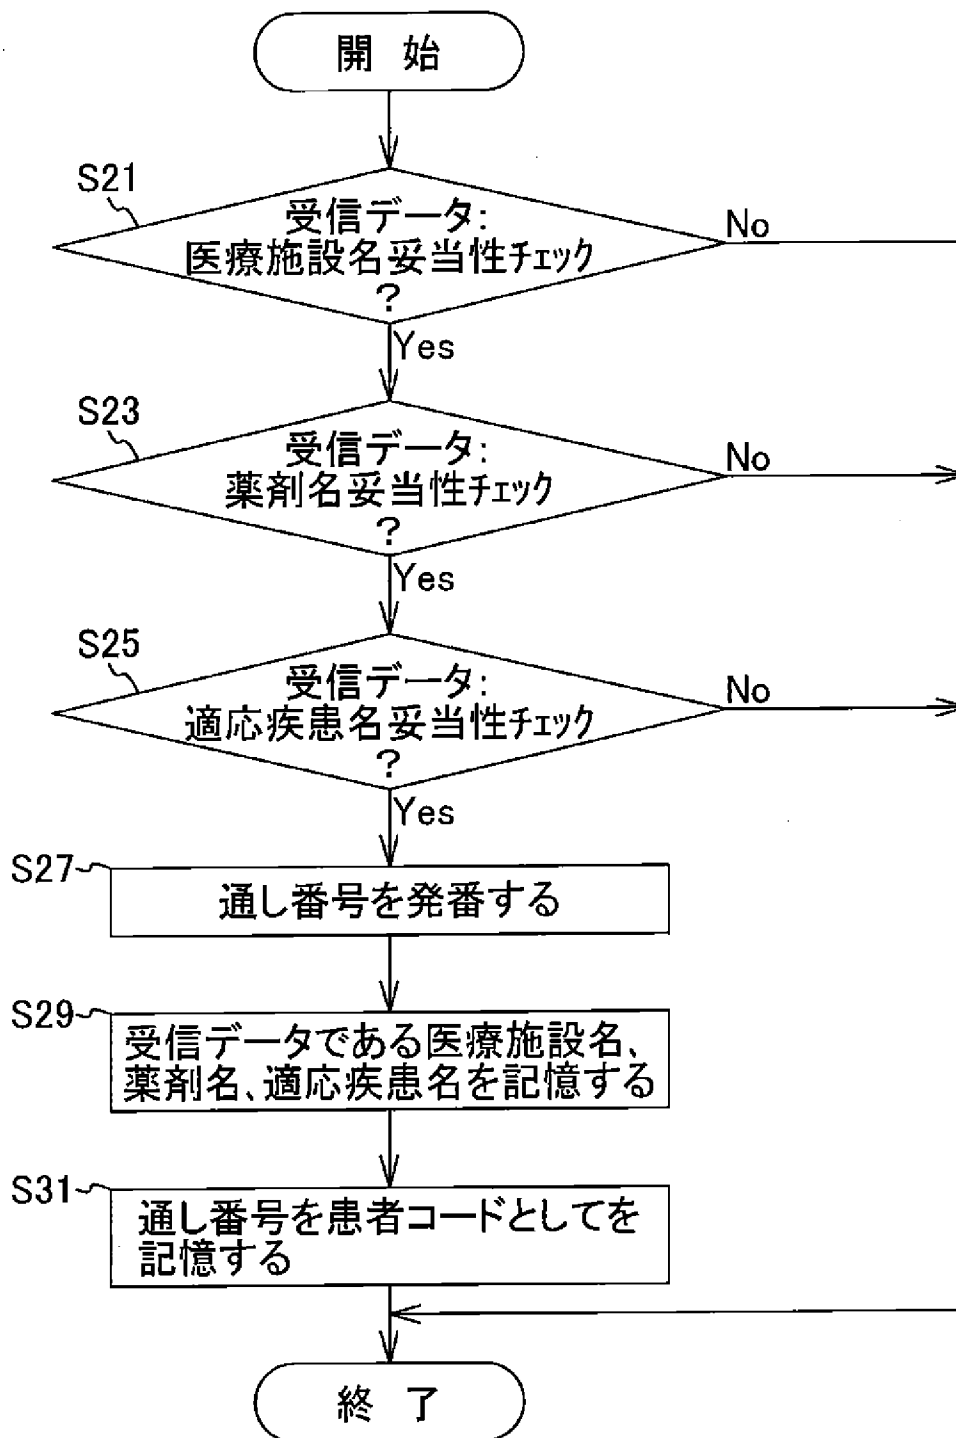 開 始
S21
受信データ:
医療施設名妥当性チェック
?
No
Yes
S23
受信データ:
薬剤名妥当性チェック
?
No
Yes
S25
受信データ:
適応疾患名妥当性チェック
?
No
Yes
S27
通し番号を発番する
S29
受信データである医療施設名、
薬剤名、適応疾患名を記憶する
S31
通し番号を患者コードとしてを
記憶する
終 了